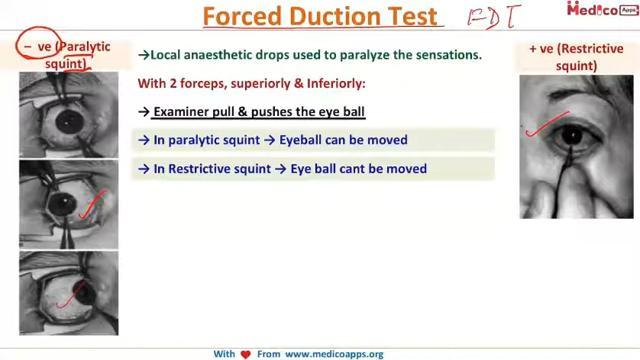 Forced Duction Test
FDT
Medico Apps
– ve (Paralytic
squint)
→Local anaesthetic drops used to paralyze the sensations.
With 2 forceps, superiorly & Inferiorly:
→ Examiner pull & pushes the eye ball
→ In paralytic squint → Eyeball can be moved
→ In Restrictive squint → Eye ball cant be moved
+ ve (Restrictive
squint)
With ❤ From www.medicoapps.org